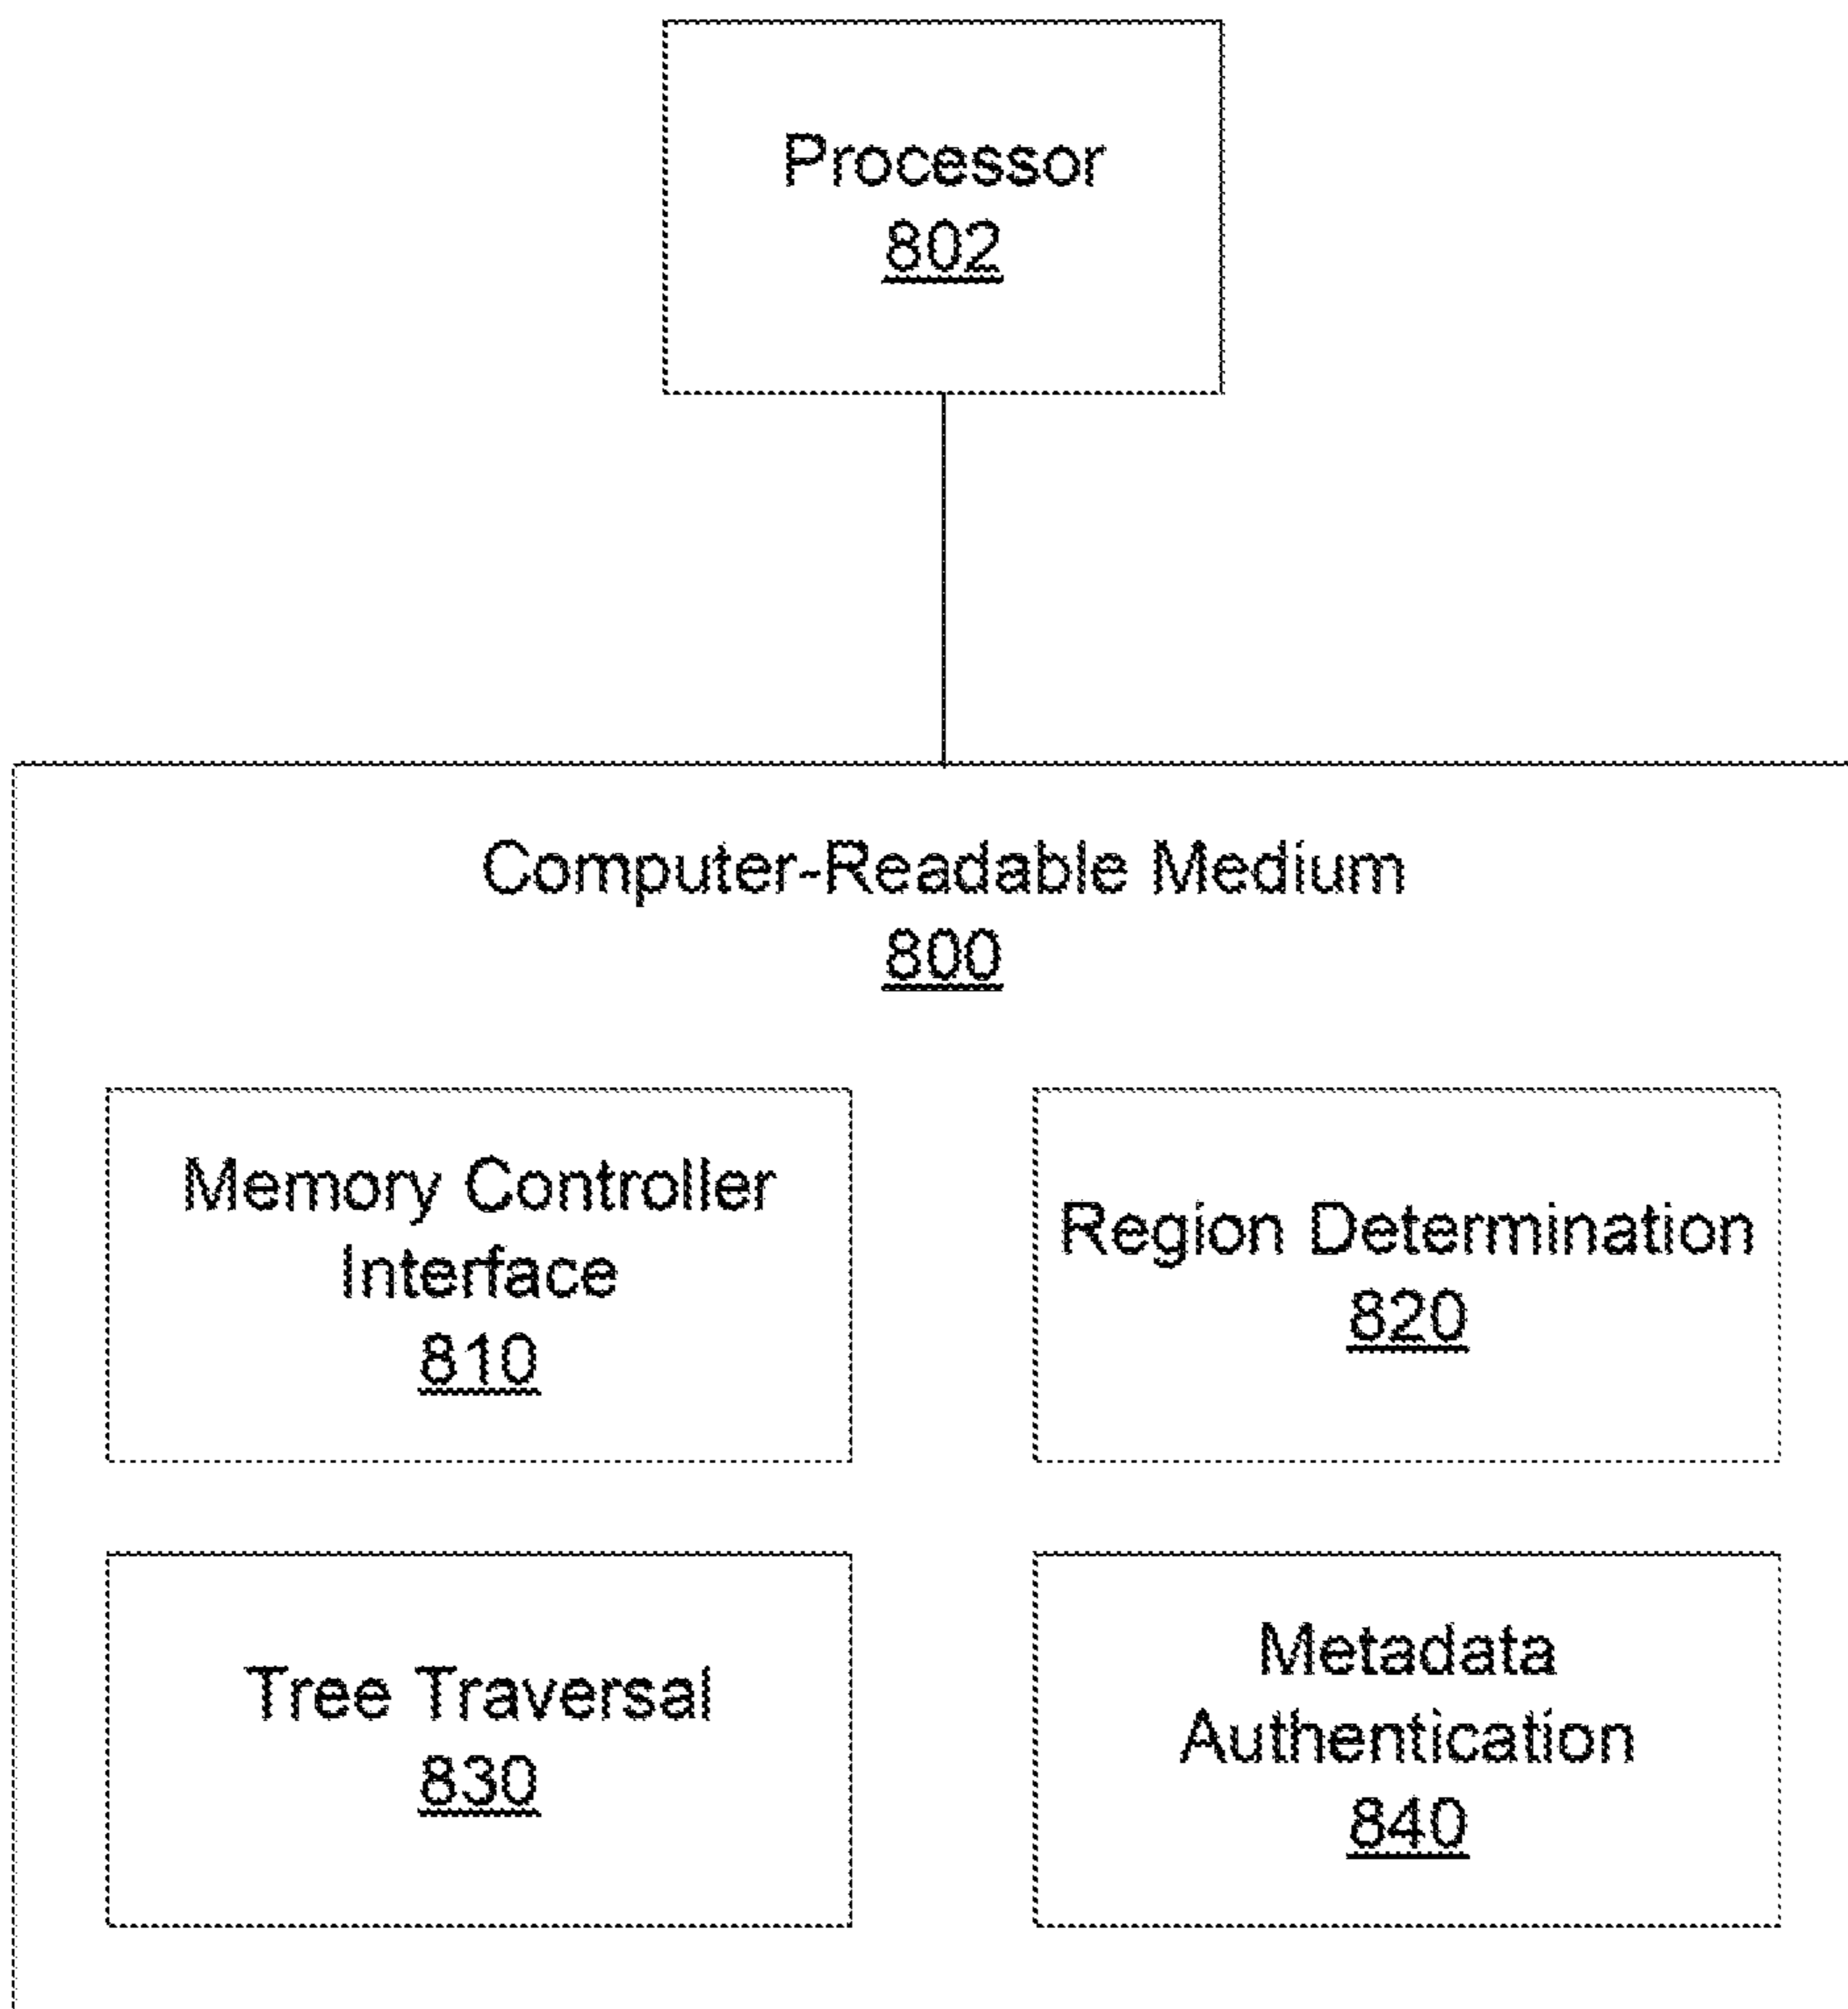 Processor
802
Computer-Readable Medium
800
Memory Controller
Interface
810
Region Determination
820
Tree Traversal
830
Metadata
Authentication
840